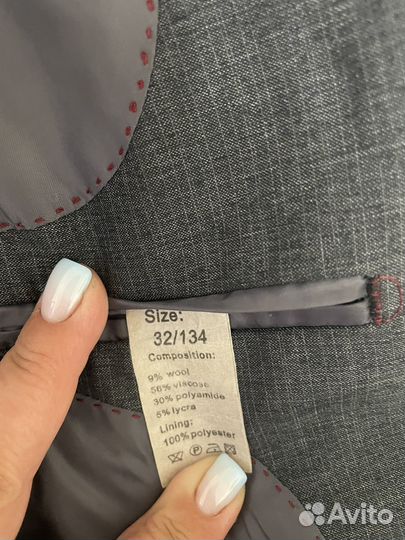 Size:
32/134
Composition:
9% wool
56% viscose
30% polyamide
5% lycra
Lining:
100% polyester
Avito